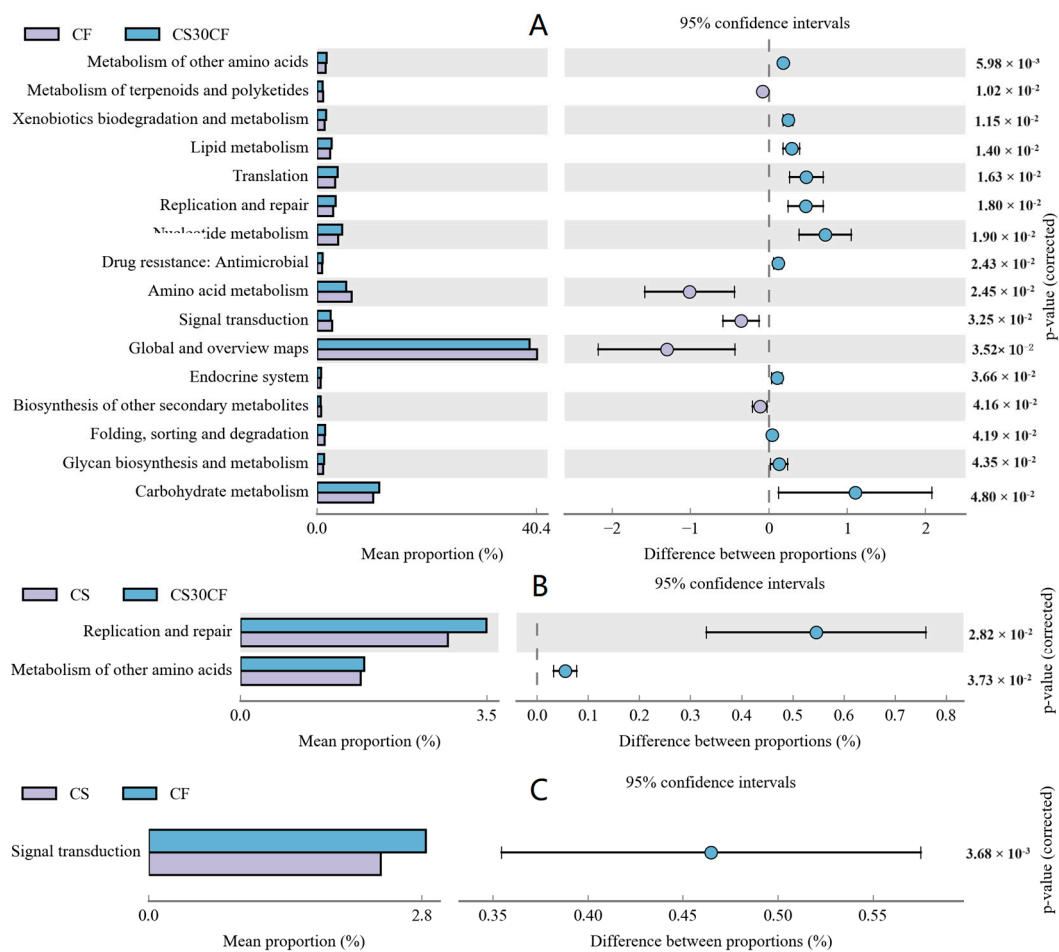 A
CF CS30CF
95% confidence intervals
Metabolism of other amino acids 5.98 × 10⁻³
Metabolism of terpenoids and polyketides 1.02 × 10⁻²
Xenobiotics biodegradation and metabolism 1.15 × 10⁻²
Lipid metabolism 1.40 × 10⁻²
Translation 1.63 × 10⁻²
Replication and repair 1.80 × 10⁻²
metabolism 1.90 × 10⁻²
Drug resistance: Antimicrobial 2.43 × 10⁻²
Amino acid metabolism 2.45 × 10⁻²
Signal transduction 3.25 × 10⁻²
Global and overview maps 3.52× 10⁻²
Endocrine system 3.66 × 10⁻²
Biosynthesis of other secondary metabolites 4.16 × 10⁻²
Folding, sorting and degradation 4.19 × 10⁻²
Glycan biosynthesis and metabolism 4.35 × 10⁻²
Carbohydrate metabolism 4.80 × 10⁻²
p-value (corrected)
0.0 40.4 −2 −1 0 1 2
Mean proportion (%) Difference between proportions (%)
B
CS CS30CF
95% confidence intervals
Replication and repair 2.82 × 10⁻²
Metabolism of other amino acids 3.73 × 10⁻²
p-value (corrected)
0.0 3.5 0.0 0.1 0.2 0.3 0.4 0.5 0.6 0.7 0.8
Mean proportion (%) Difference between proportions (%)
C
CS CF
95% confidence intervals
Signal transduction 3.68 × 10⁻³
p-value (corrected)
0.0 2.8 0.35 0.40 0.45 0.50 0.55
Mean proportion (%) Difference between proportions (%)